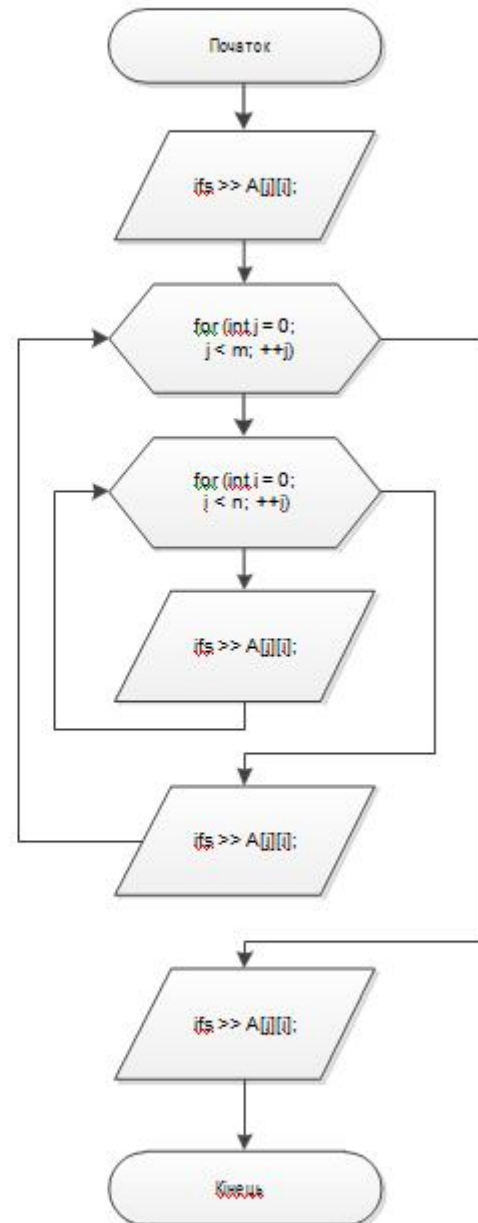 Початок
ifs >> A[j][i];
for (int j = 0;
j < m; ++j)
for (int i = 0;
i < n; ++i)
ifs >> A[j][i];
ifs >> A[j][i];
ifs >> A[j][i];
Кінець